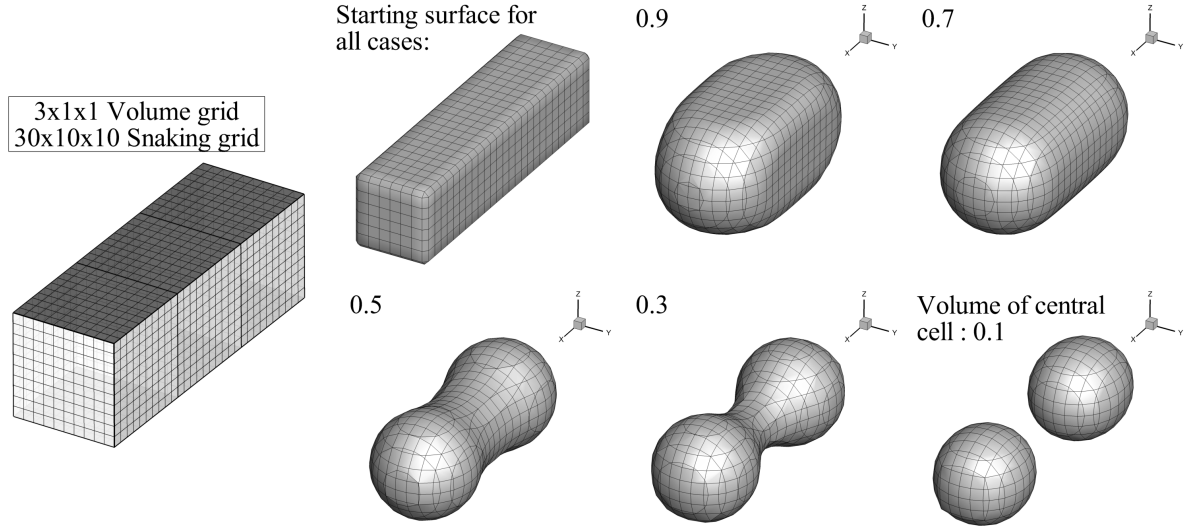 3x1x1 Volume grid
30x10x10 Snaking grid
Starting surface for
all cases:
0.9
Z
X
Y
0.7
Z
X
Y
0.5
Z
X
Y
0.3
Z
X
Y
Volume of central
cell : 0.1
Z
X
Y